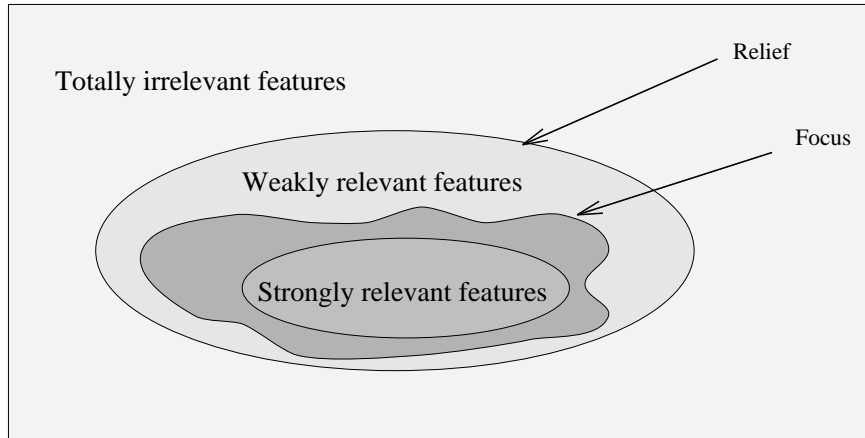 Relief
Totally irrelevant features
Focus
Weakly relevant features
Strongly relevant features